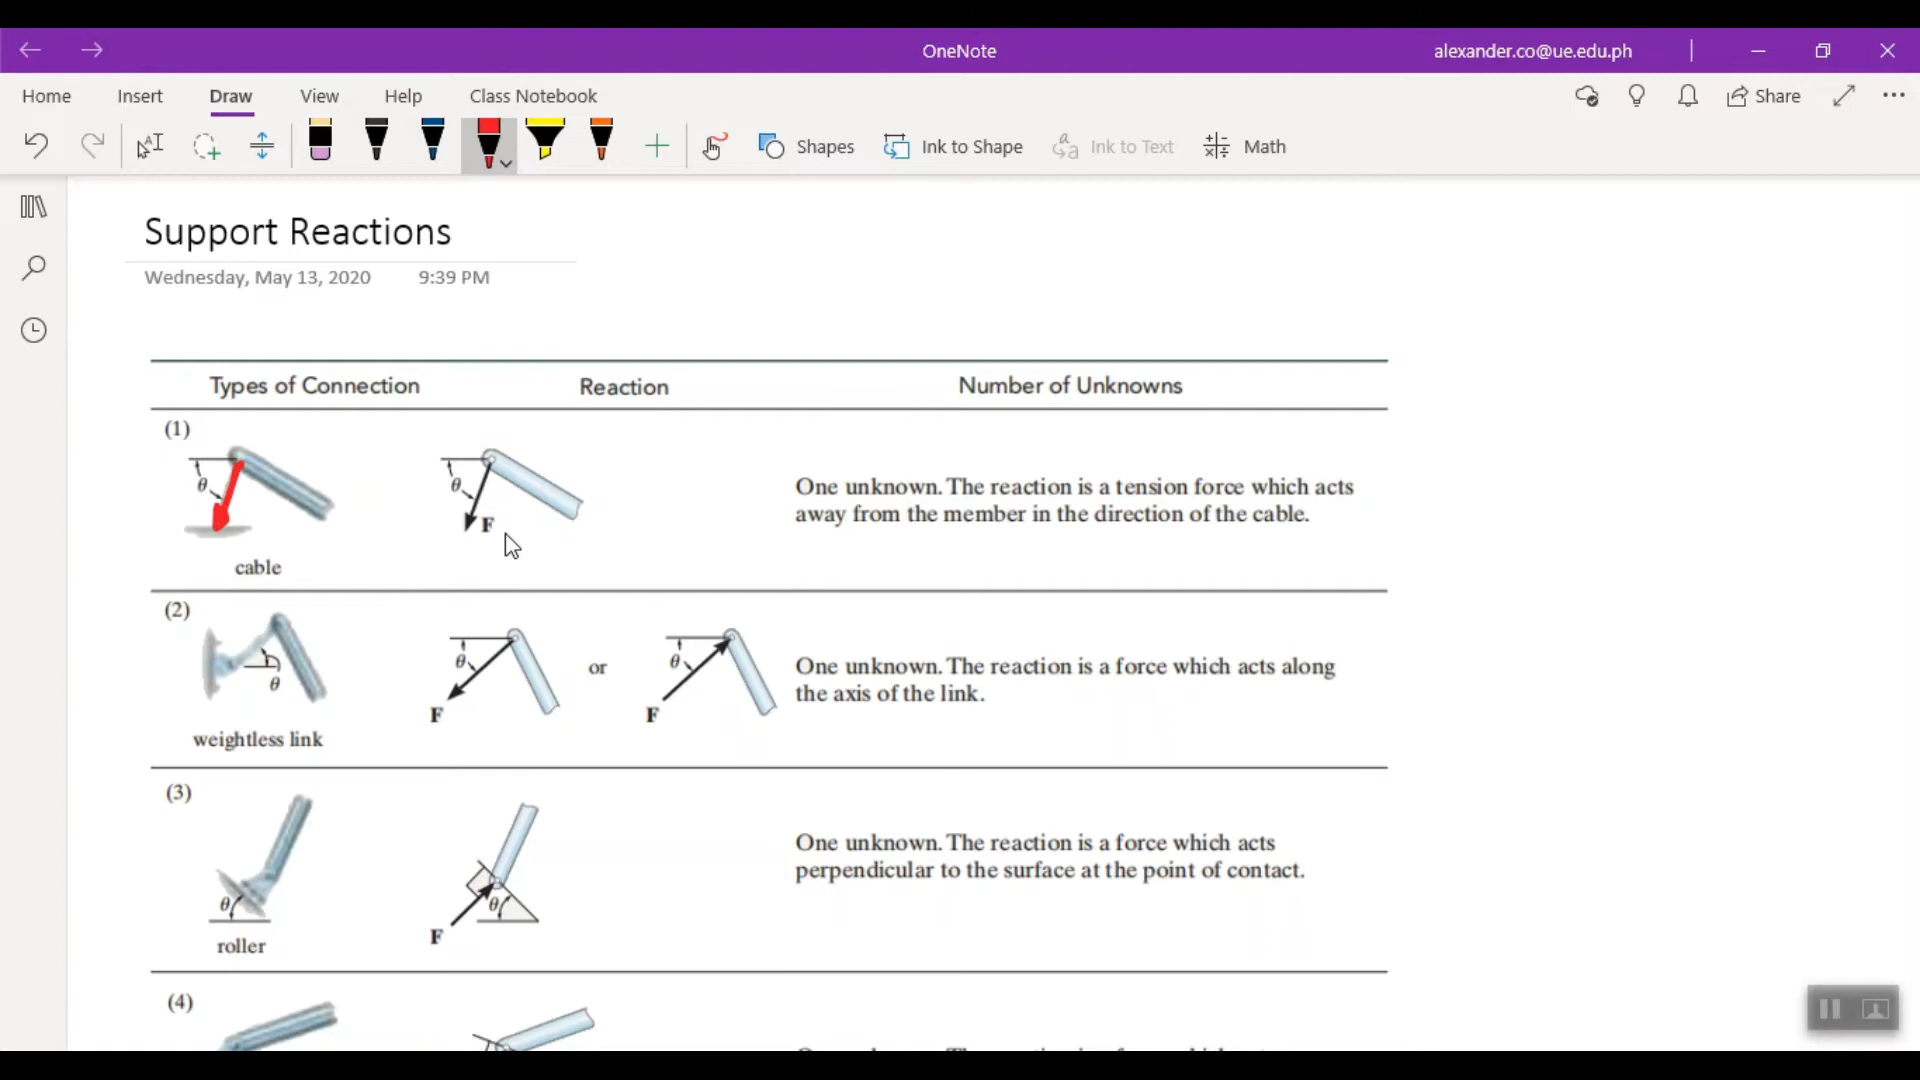 OneNote
alexander.co@ue.edu.ph
Home Insert Draw View Help Class Notebook
Share
Shapes Ink to Shape Ink to Text Math
Support Reactions
Wednesday, May 13, 2020 9:39 PM
Types of Connection Reaction Number of Unknowns
(1)
θ
cable
θ
F
One unknown. The reaction is a tension force which acts
away from the member in the direction of the cable.
(2)
θ
weightless link
θ
F
or
θ
F
One unknown. The reaction is a force which acts along
the axis of the link.
(3)
θ
roller
θ
F
One unknown. The reaction is a force which acts
perpendicular to the surface at the point of contact.
(4)